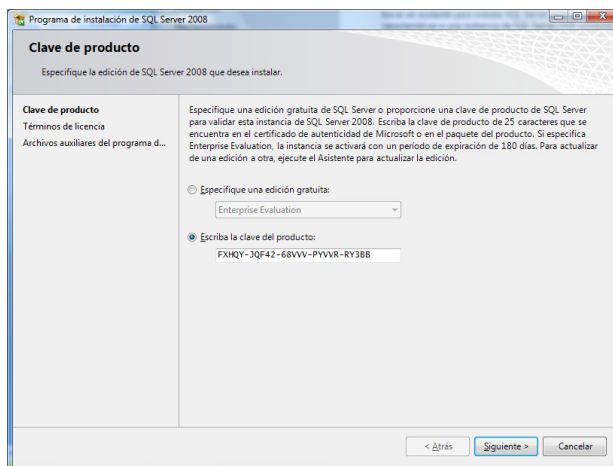 Programa de instalación de SQL Server 2008
Clave de producto
Especifique la edición de SQL Server 2008 que desea instalar.
Clave de producto
Términos de licencia
Archivos auxiliares del programa d...
Especifique una edición gratuita de SQL Server o proporcione una clave de producto de SQL Server
para validar esta instancia de SQL Server 2008. Escriba la clave de producto de 25 caracteres que se
encuentra en el certificado de autenticidad de Microsoft o en el paquete del producto. Si especifica
Enterprise Evaluation, la instancia se activará con un período de expiración de 180 días. Para actualizar
de una edición a otra, ejecute el Asistente para actualizar la edición.
Especifique una edición gratuita:
Enterprise Evaluation
Escriba la clave del producto:
FXHQY-JQF42-68VVV-PYVVR-RY3BB
< Atrás
Siguiente >
Cancelar